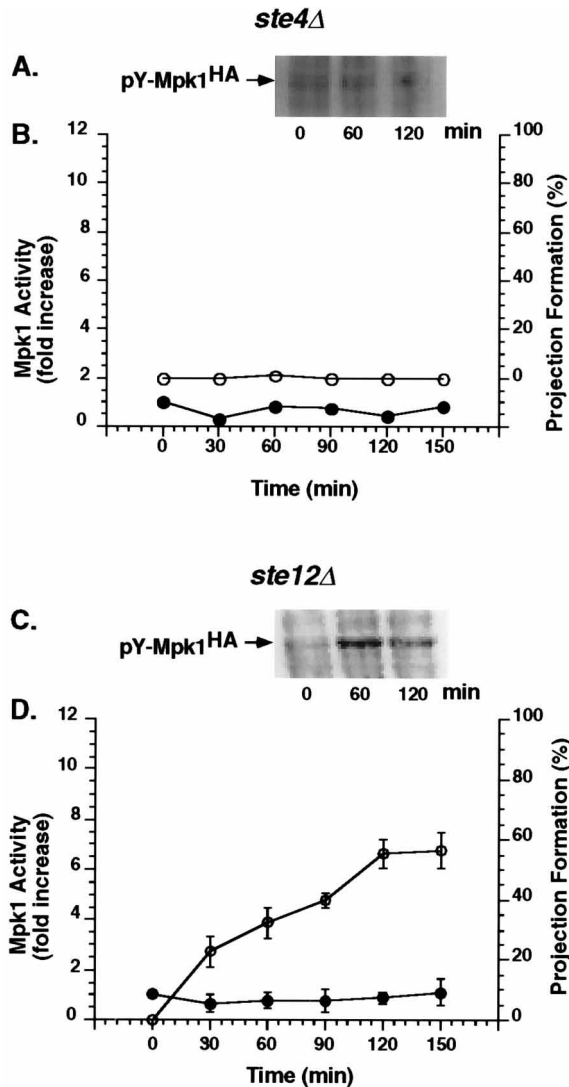 ste4Δ
A.
pY-Mpk1HA
0 60 120 min
B.
12 10 8 6 4 2 0
Mpk1 Activity
(fold increase)
100 80 60 40 20 0
Projection Formation (%)
0 30 60 90 120 150
Time (min)
ste12Δ
C.
pY-Mpk1HA
0 60 120 min
D.
12 10 8 6 4 2 0
Mpk1 Activity
(fold increase)
100 80 60 40 20 0
Projection Formation (%)
0 30 60 90 120 150
Time (min)